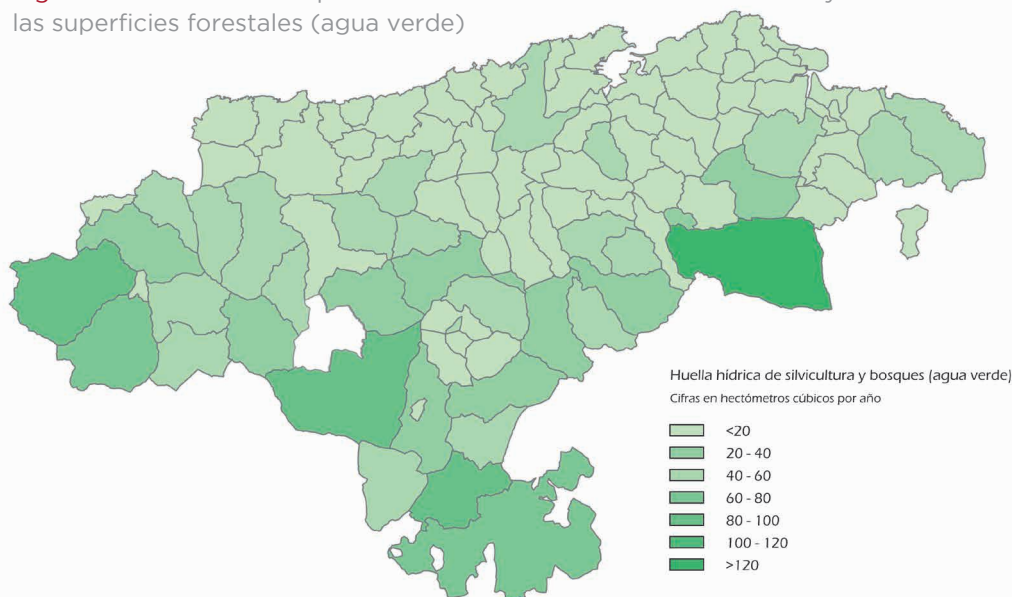 las superficies forestales (agua verde)
Huella hídrica de silvicultura y bosques (agua verde)
Cifras en hectómetros cúbicos por año
<20
20 - 40
40 - 60
60 - 80
80 - 100
100 - 120
>120